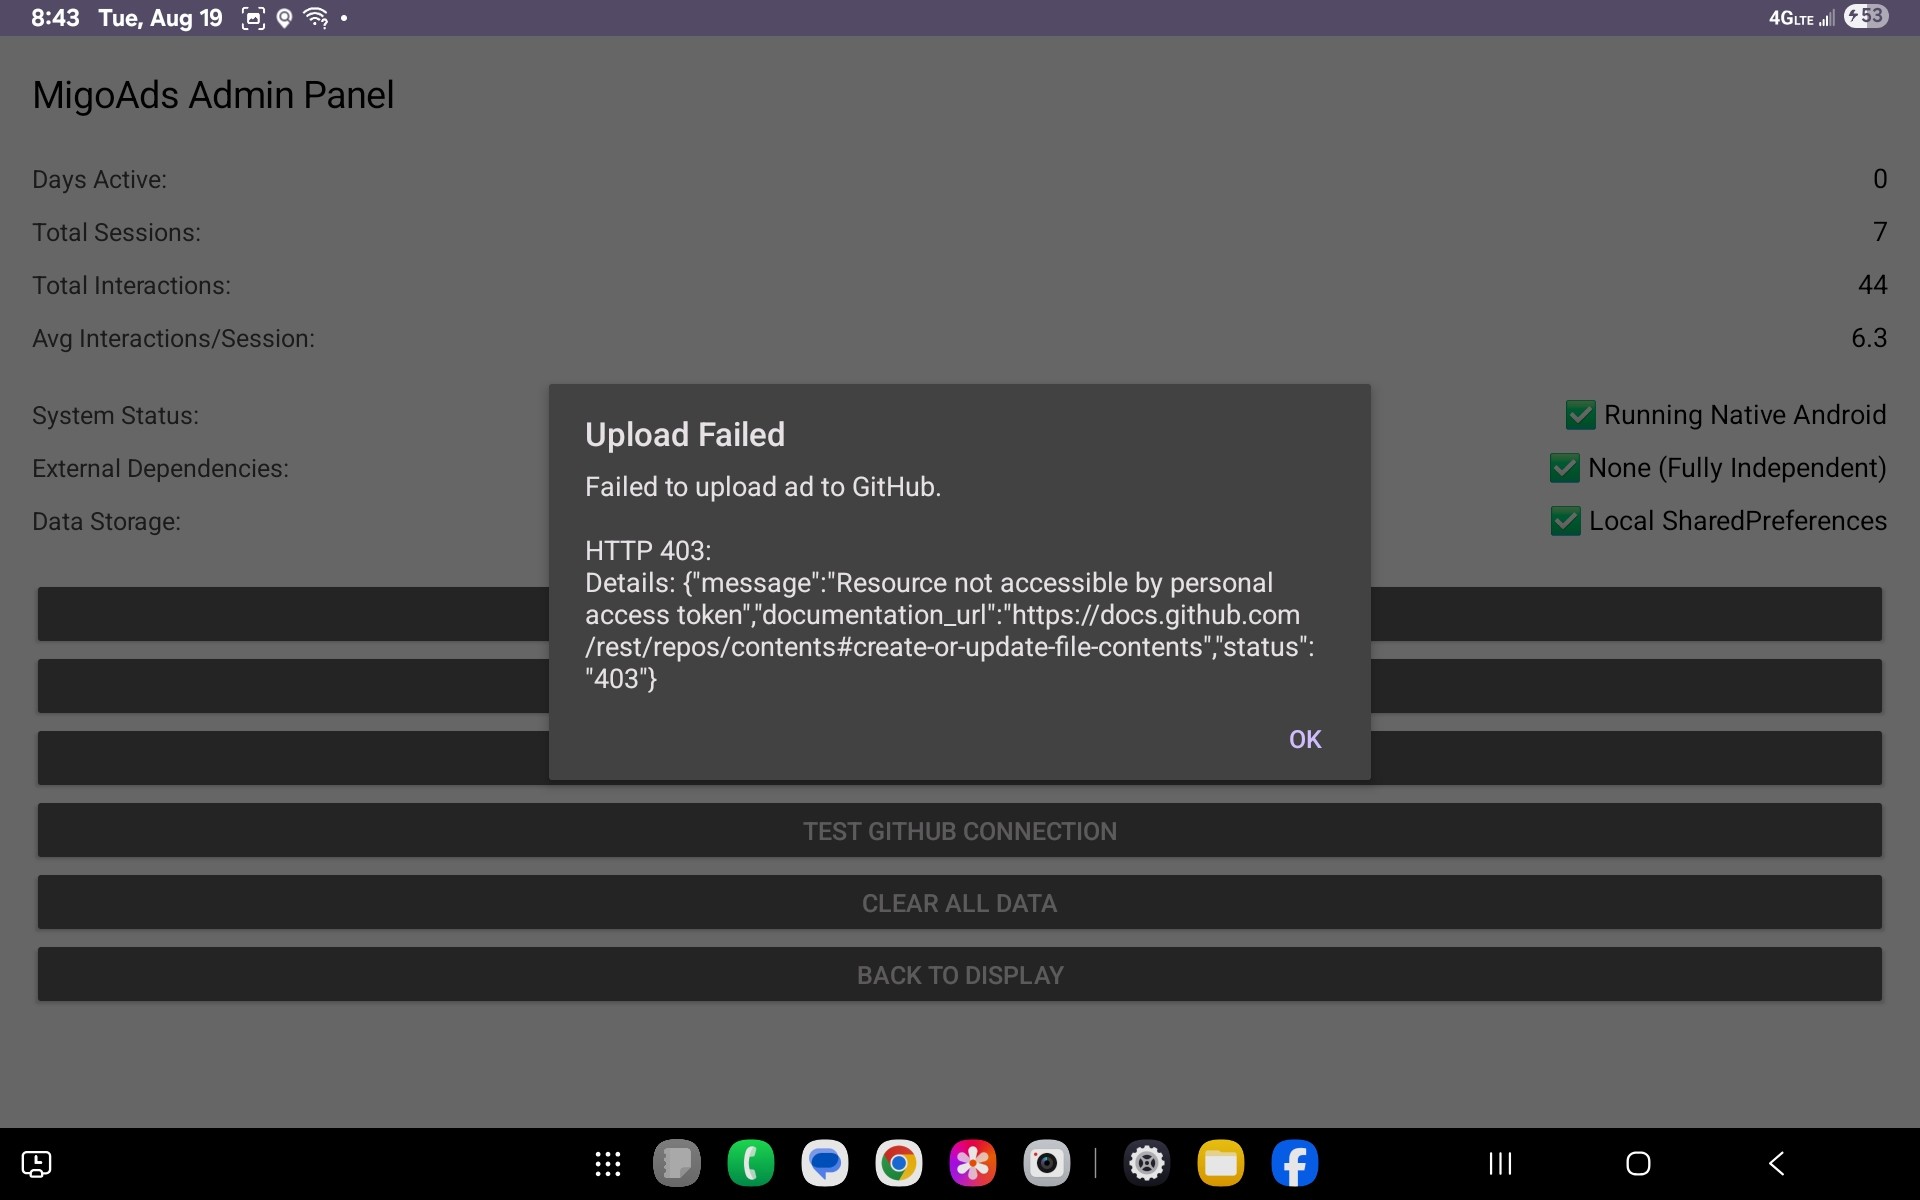 8:43 Tue, Aug 19
4G LTE 53
MigoAds Admin Panel
Days Active: 0
Total Sessions: 7
Total Interactions: 44
Avg Interactions/Session: 6.3
System Status: ✅ Running Native Android
External Dependencies: ✅ None (Fully Independent)
Data Storage: ✅ Local SharedPreferences
Upload Failed
Failed to upload ad to GitHub.
HTTP 403:
Details: {"message":"Resource not accessible by personal
access token","documentation_url":"https://docs.github.com
/rest/repos/contents#create-or-update-file-contents","status":
"403"}
OK
TEST GITHUB CONNECTION
CLEAR ALL DATA
BACK TO DISPLAY